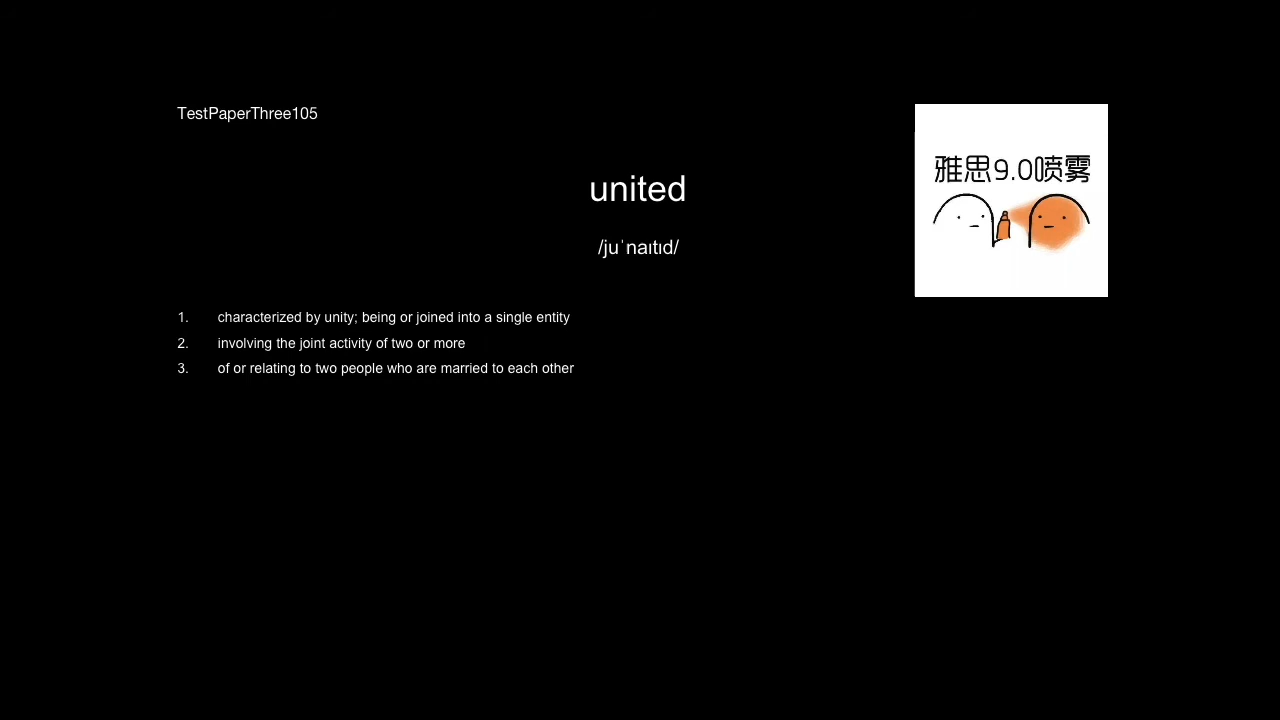 TestPaperThree105
雅思9.0喷雾
united
/juˈnaɪtɪd/
1. characterized by unity; being or joined into a single entity
2. involving the joint activity of two or more
3. of or relating to two people who are married to each other